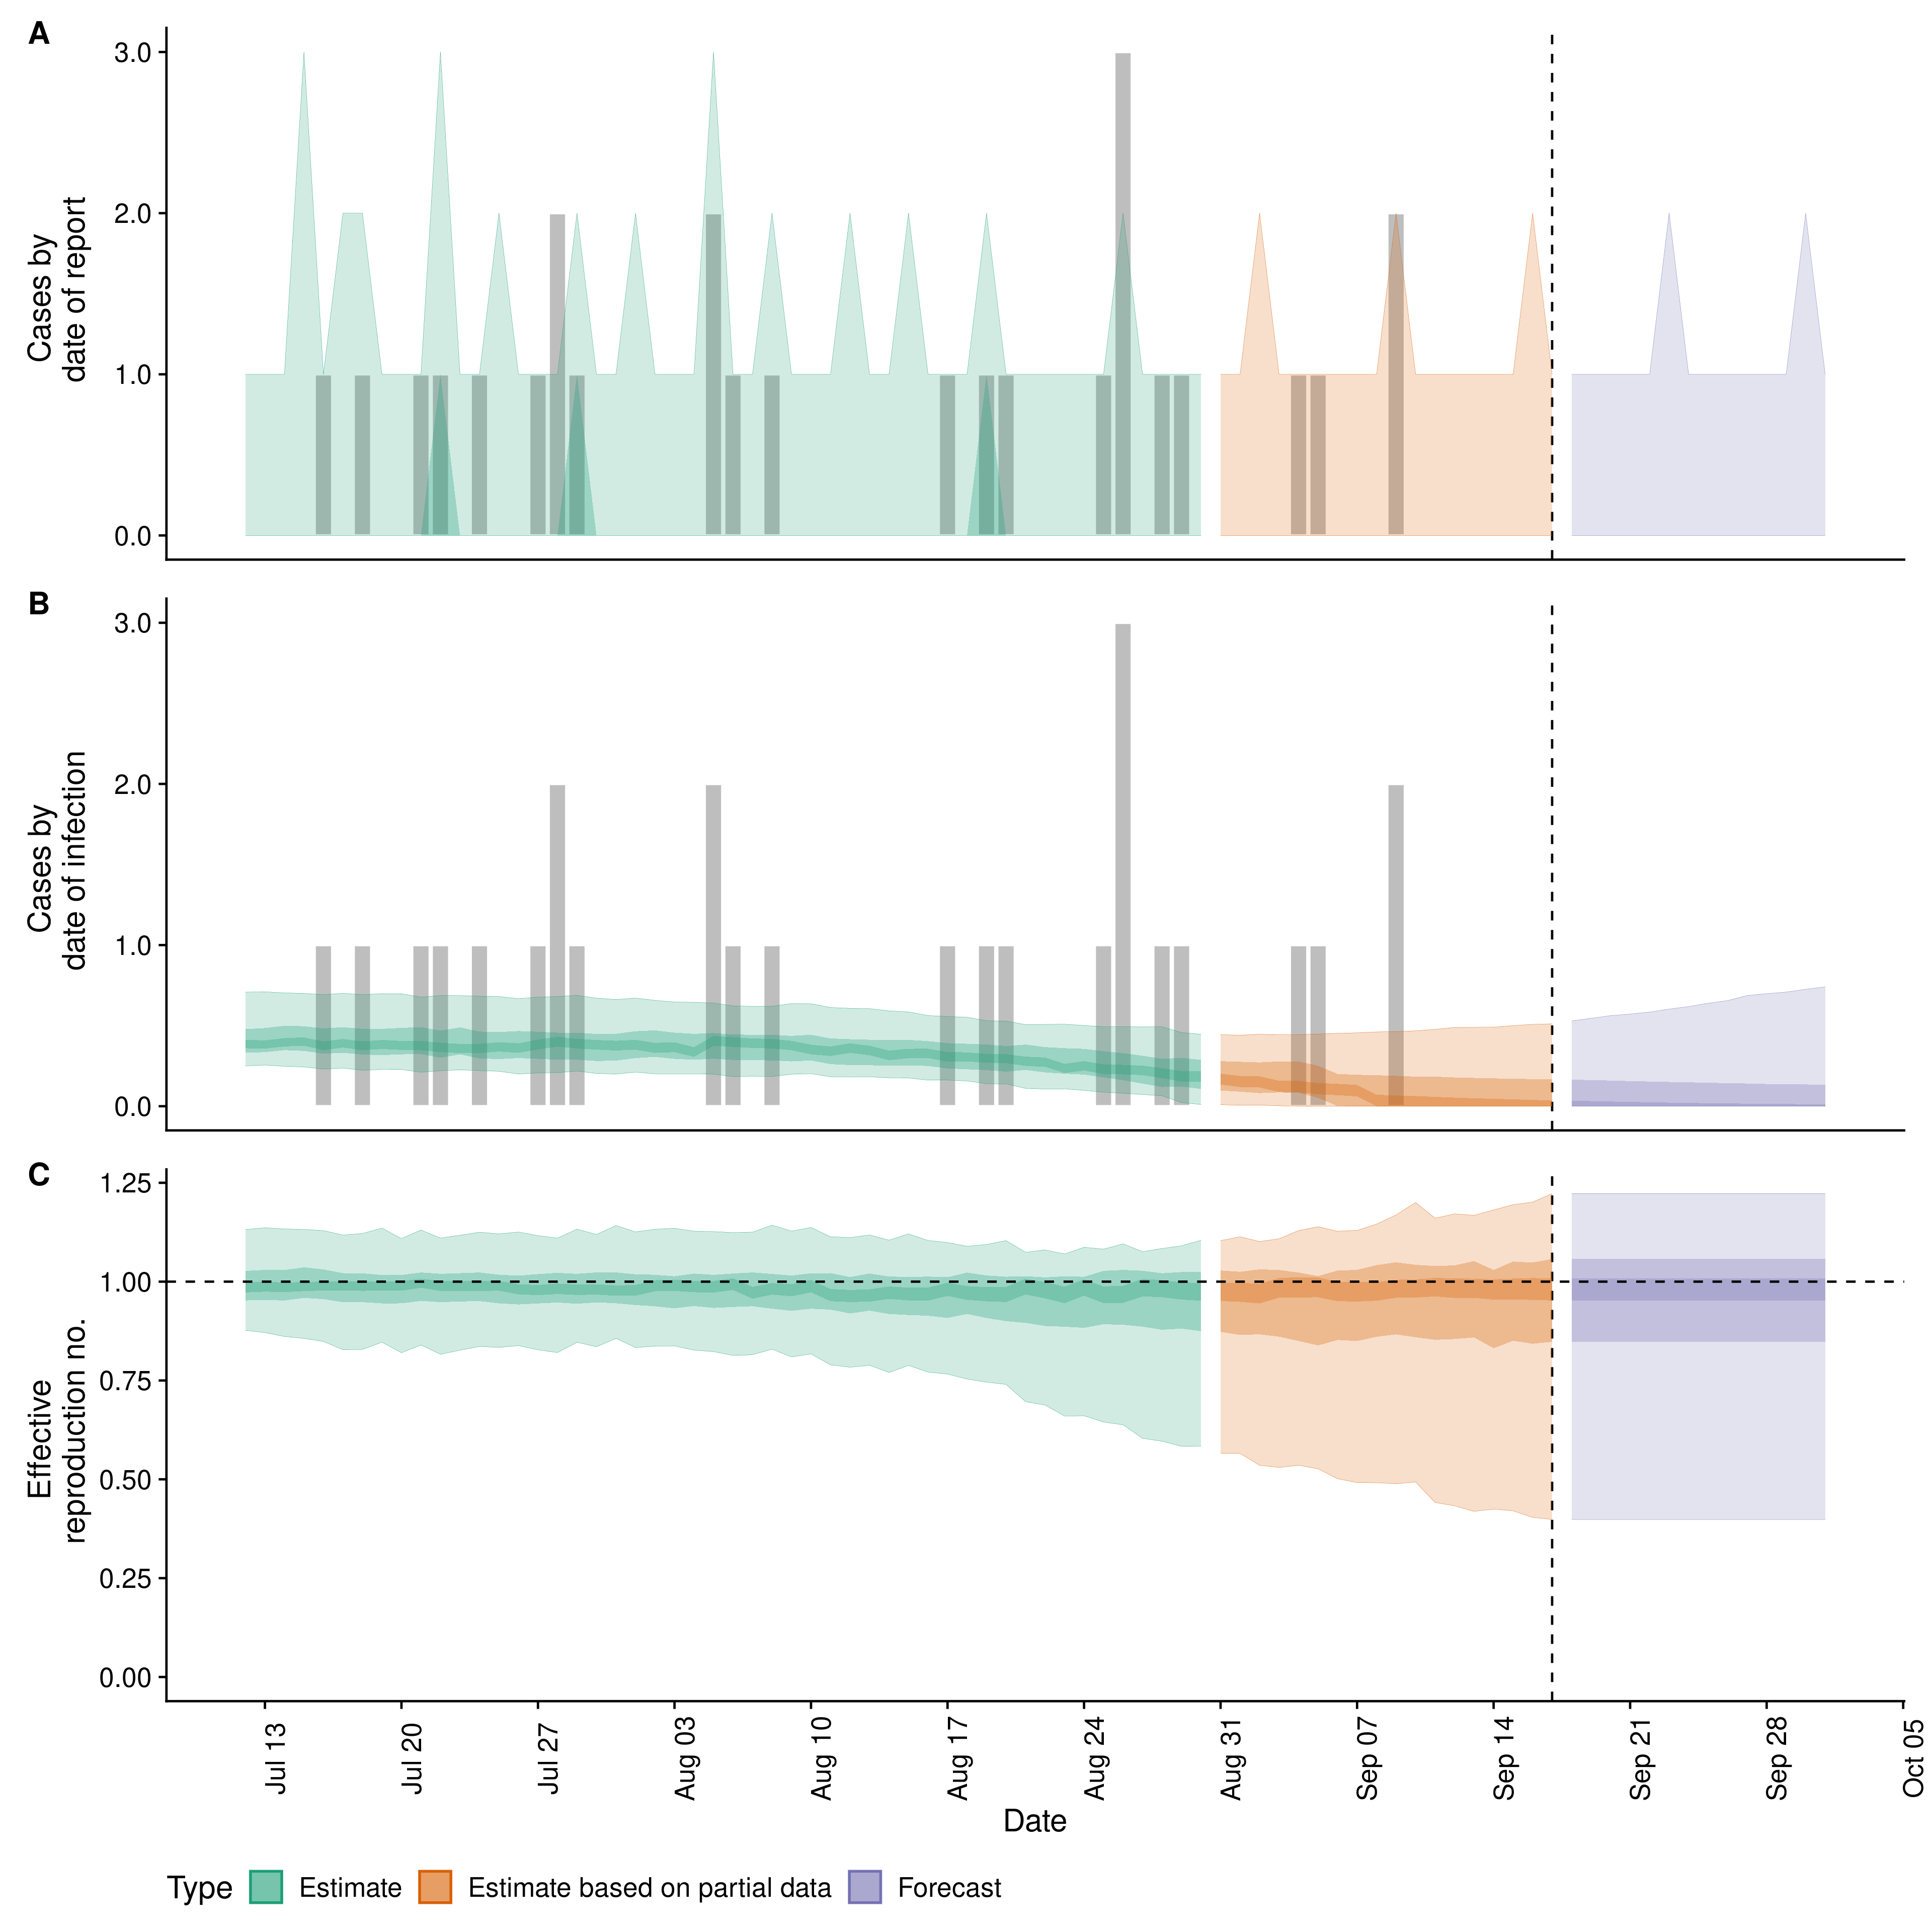 A
Cases by
date of report
3.0
2.0
1.0
0.0
B
Cases by
date of infection
3.0
2.0
1.0
0.0
C
Effective
reproduction no.
1.25
1.00
0.75
0.50
0.25
0.00
Jul 13
Jul 20
Jul 27
Aug 03
Aug 10
Aug 17
Aug 24
Aug 31
Sep 07
Sep 14
Sep 21
Sep 28
Oct 05
Date
Type Estimate Estimate based on partial data Forecast